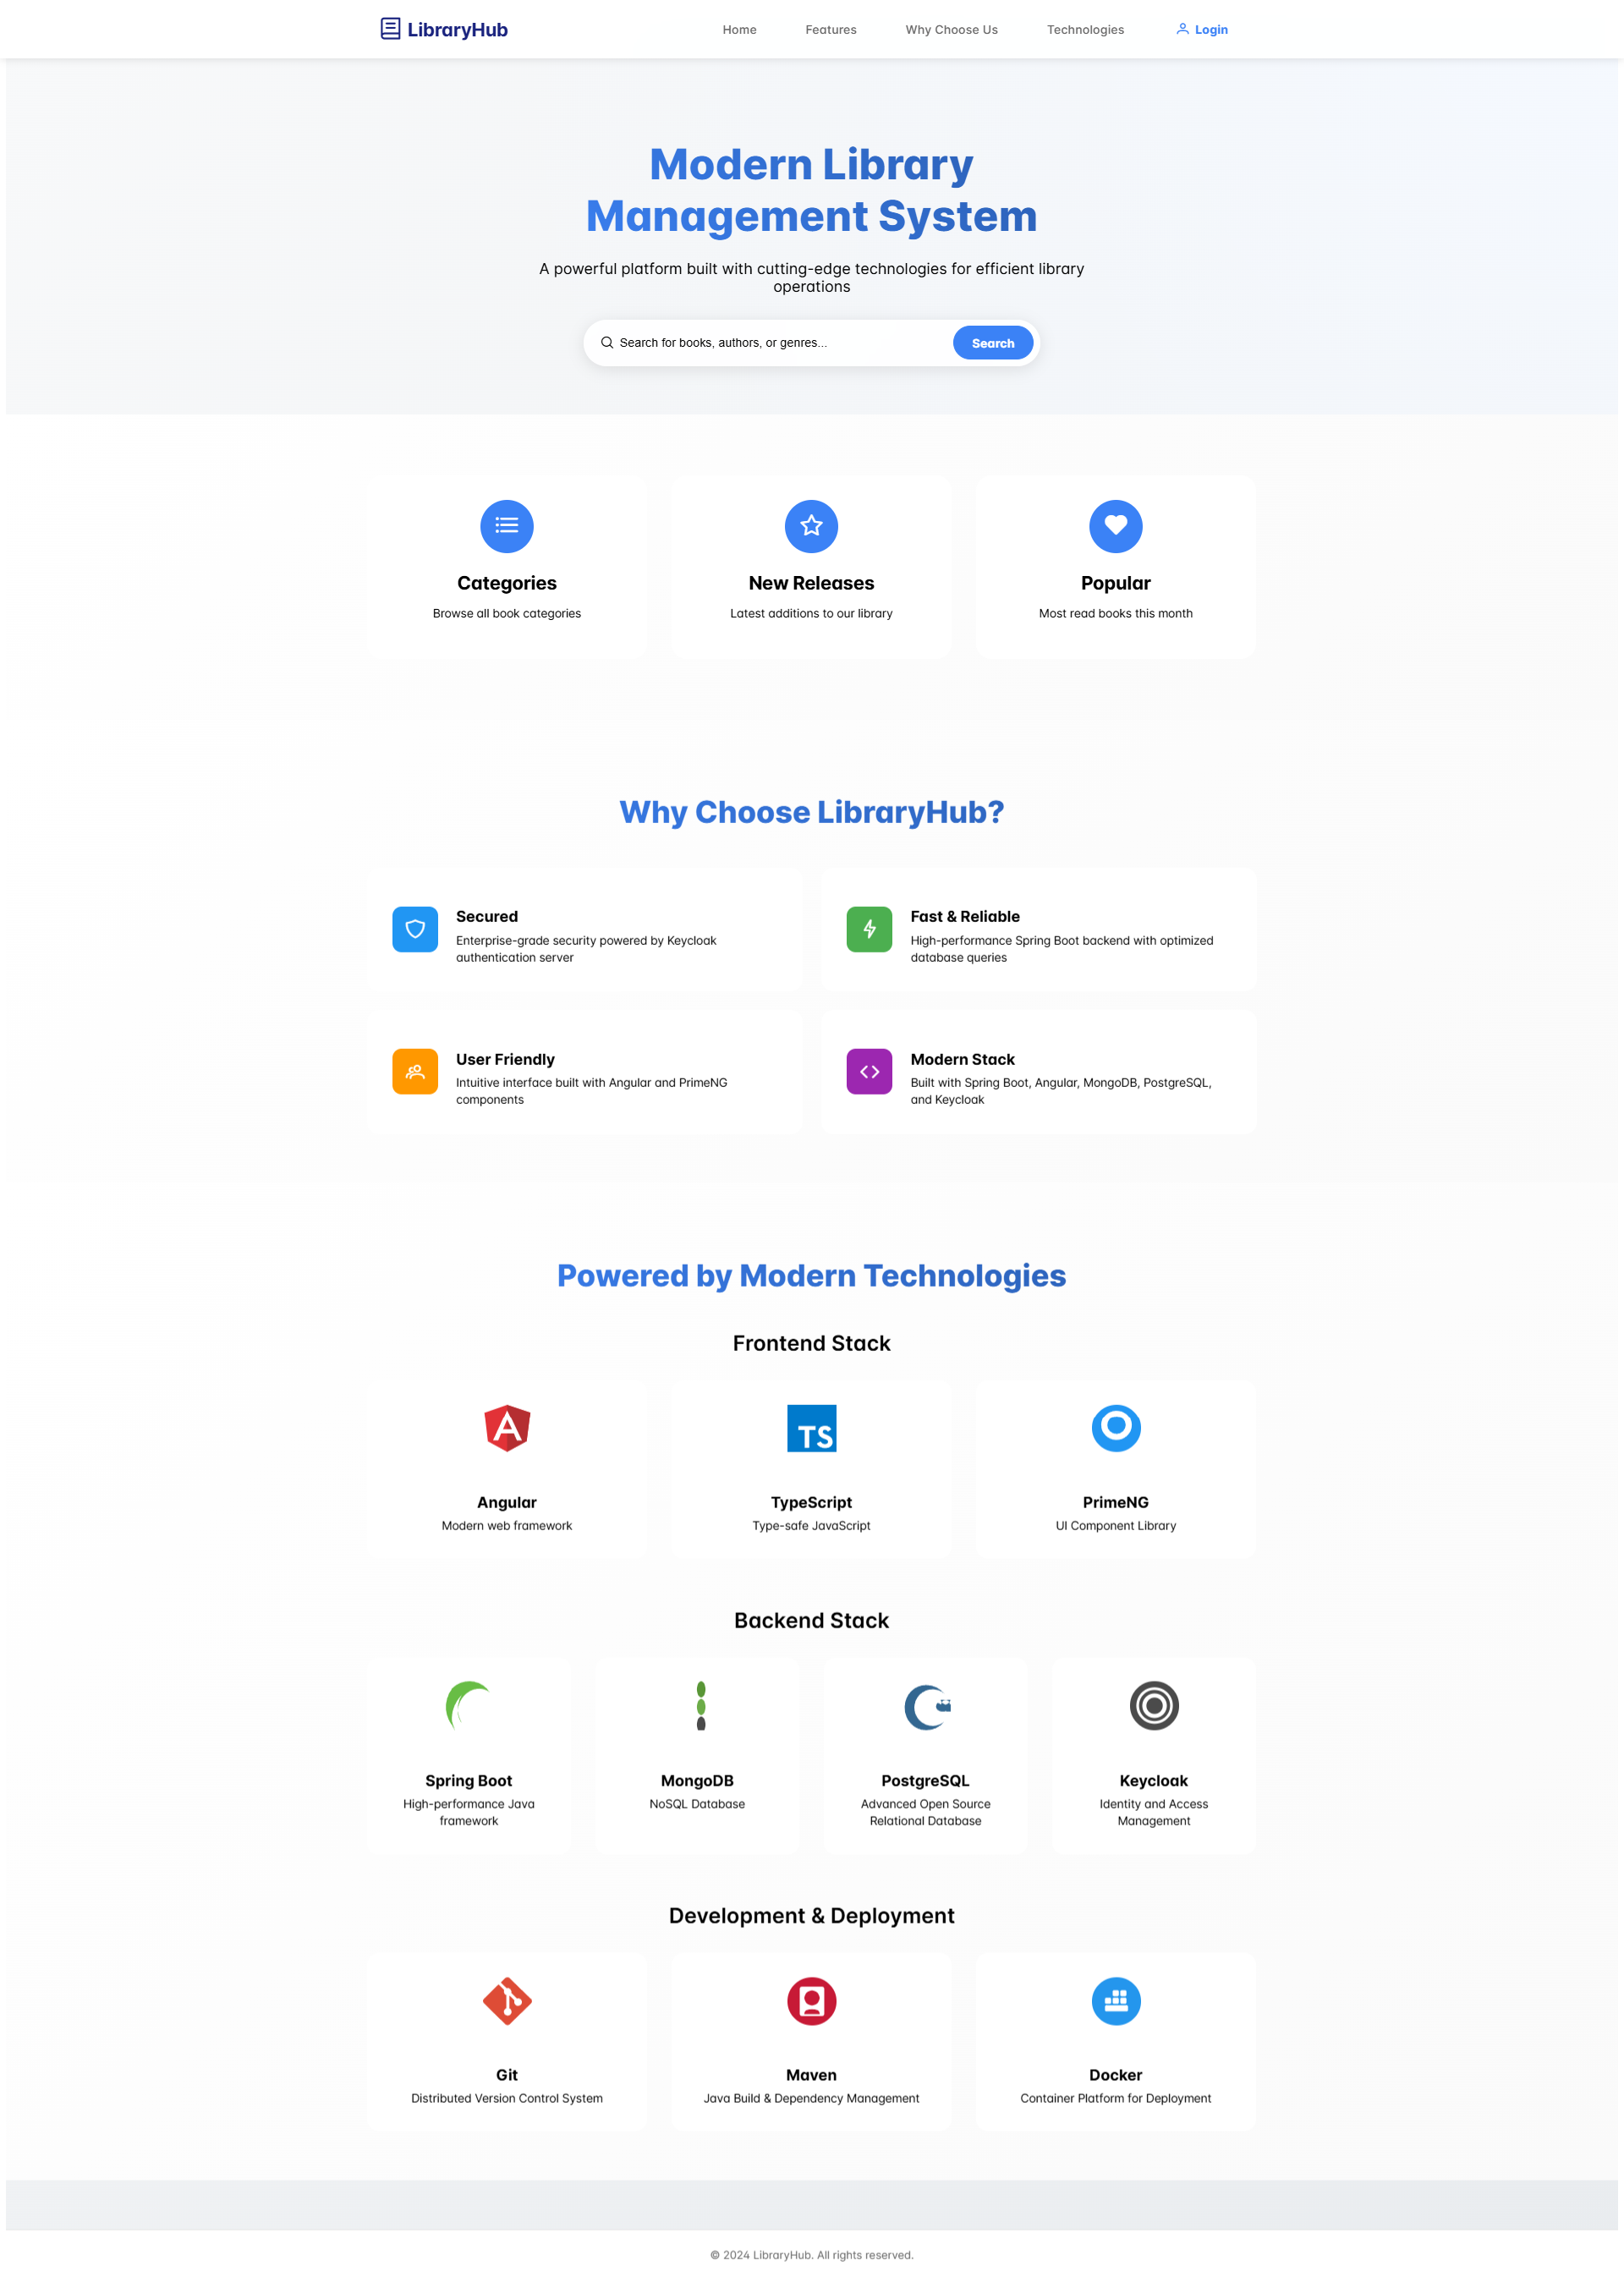 LibraryHub
Home
Features
Why Choose Us
Technologies
Login
Modern Library
Management System
A powerful platform built with cutting-edge technologies for efficient library
operations
Search for books, authors, or genres...
Search
Categories
Browse all book categories
New Releases
Latest additions to our library
Popular
Most read books this month
Why Choose LibraryHub?
Secured
Enterprise-grade security powered by Keycloak
authentication server
Fast & Reliable
High-performance Spring Boot backend with optimized
database queries
User Friendly
Intuitive interface built with Angular and PrimeNG
components
Modern Stack
Built with Spring Boot, Angular, MongoDB, PostgreSQL,
and Keycloak
Powered by Modern Technologies
Frontend Stack
A
Angular
Modern web framework
TS
TypeScript
Type-safe JavaScript
PrimeNG
UI Component Library
Backend Stack
Spring Boot
High-performance Java
framework
MongoDB
NoSQL Database
PostgreSQL
Advanced Open Source
Relational Database
Keycloak
Identity and Access
Management
Development & Deployment
Git
Distributed Version Control System
Maven
Java Build & Dependency Management
Docker
Container Platform for Deployment
© 2024 LibraryHub. All rights reserved.